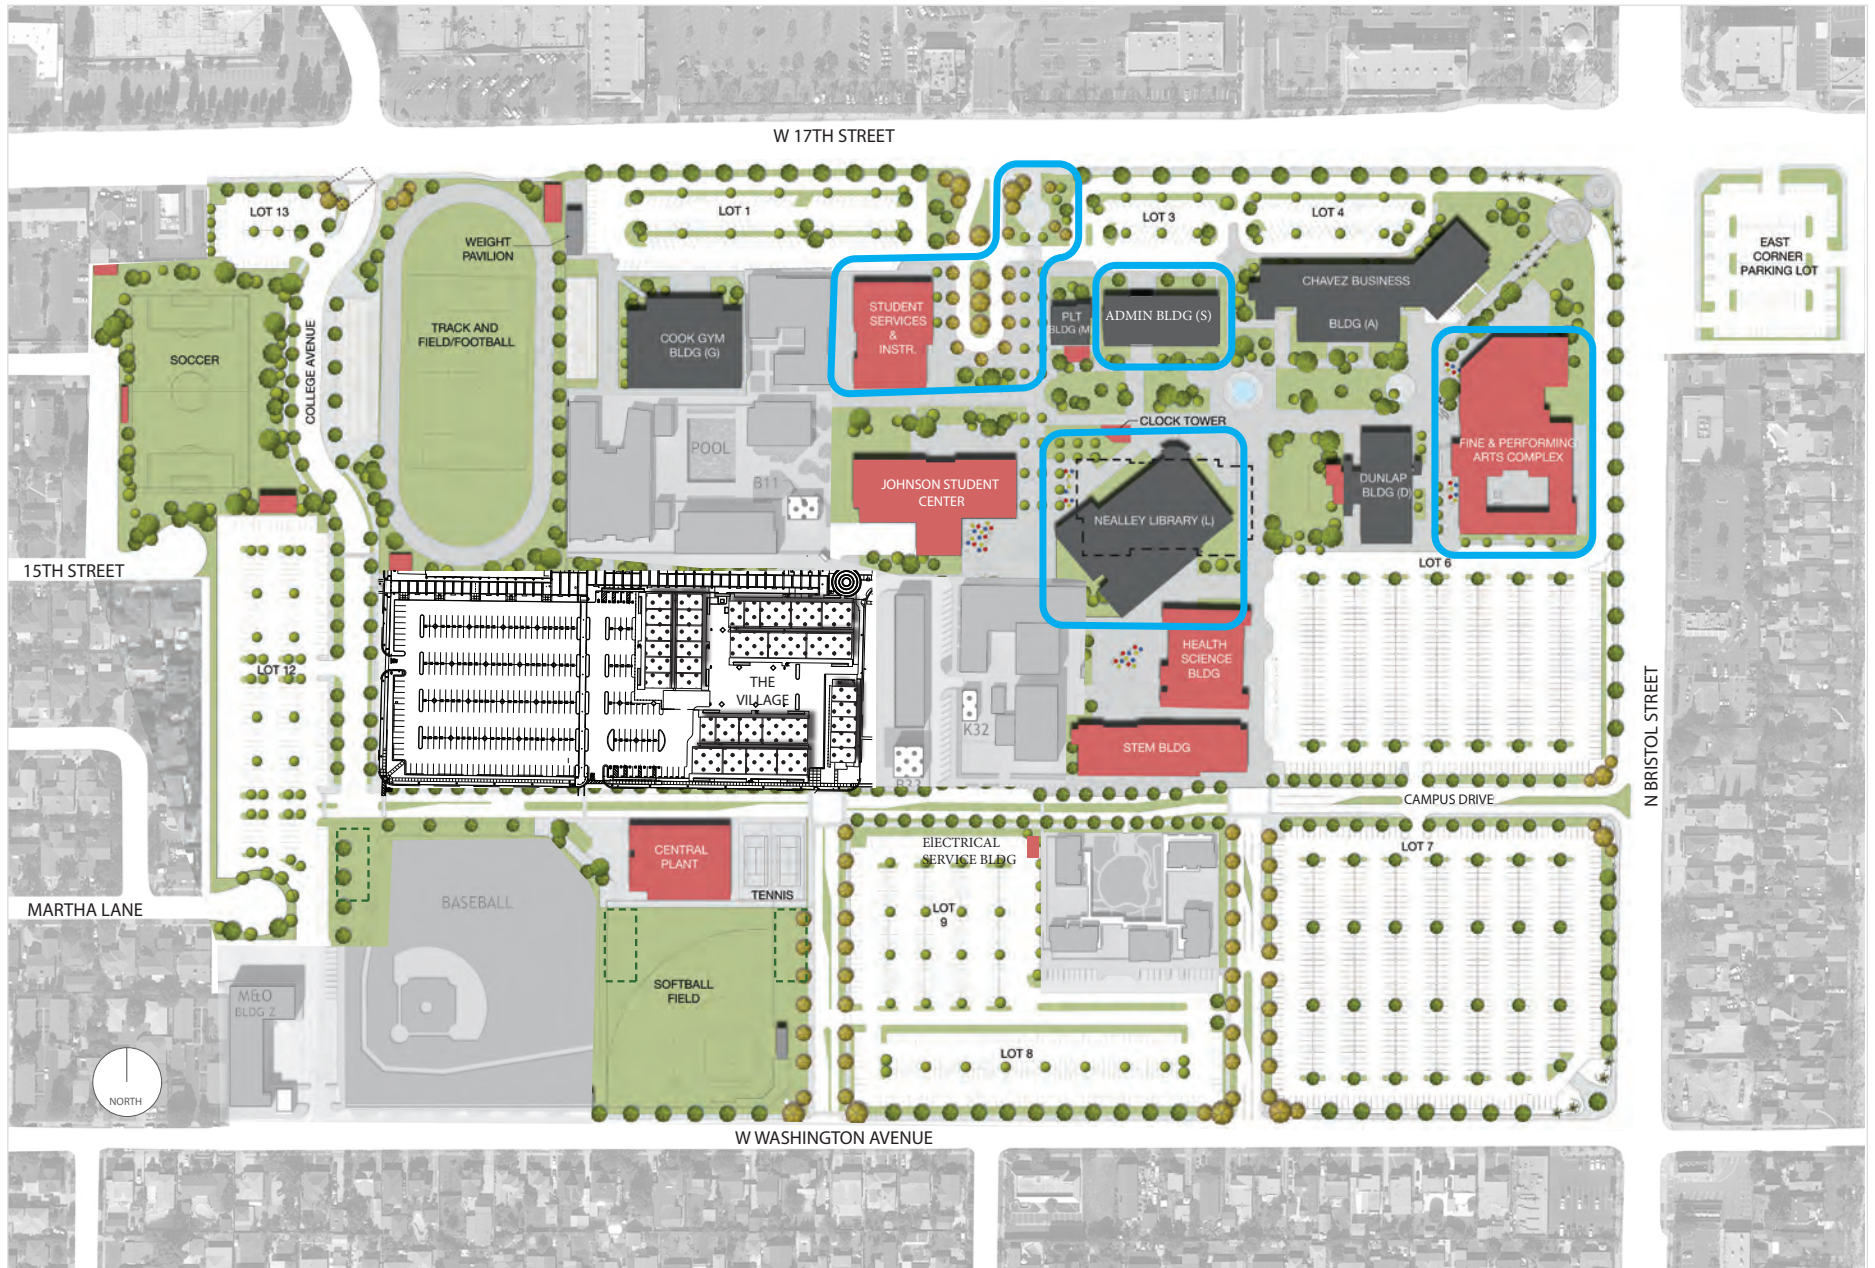 W 17TH STREET
LOT 13
LOT 1
LOT 3
LOT 4
WEIGHT
PAVILION
EAST
CORNER
PARKING LOT
CHAVEZ BUSINESS
BLDG (A)
STUDENT
SERVICES
&
INSTR.
PLT
BLDG (M
ADMIN BLDG (S)
TRACK AND
FIELD/FOOTBALL
COOK GYM
BLDG (G)
SOCCER
COLLEGE AVENUE
CLOCK TOWER
POOL
B11
FINE & PERFORMING
ARTS COMPLEX
DUNLAP
BLDG (D)
JOHNSON STUDENT
CENTER
NEALLEY LIBRARY (L)
15TH STREET
LOT 6
HEALTH
SCIENCE
BLDG
LOT 12
THE
VILLAGE
K32
STEM BLDG
N BRISTOL STREET
CAMPUS DRIVE
ElECTRICAL
SERVICE BLDG
LOT 7
CENTRAL
PLANT
TENNIS
BASEBALL
MARTHA LANE
LOT
9
SOFTBALL
FIELD
M&O
BLDG Z
LOT 8
NORTH
W WASHINGTON AVENUE